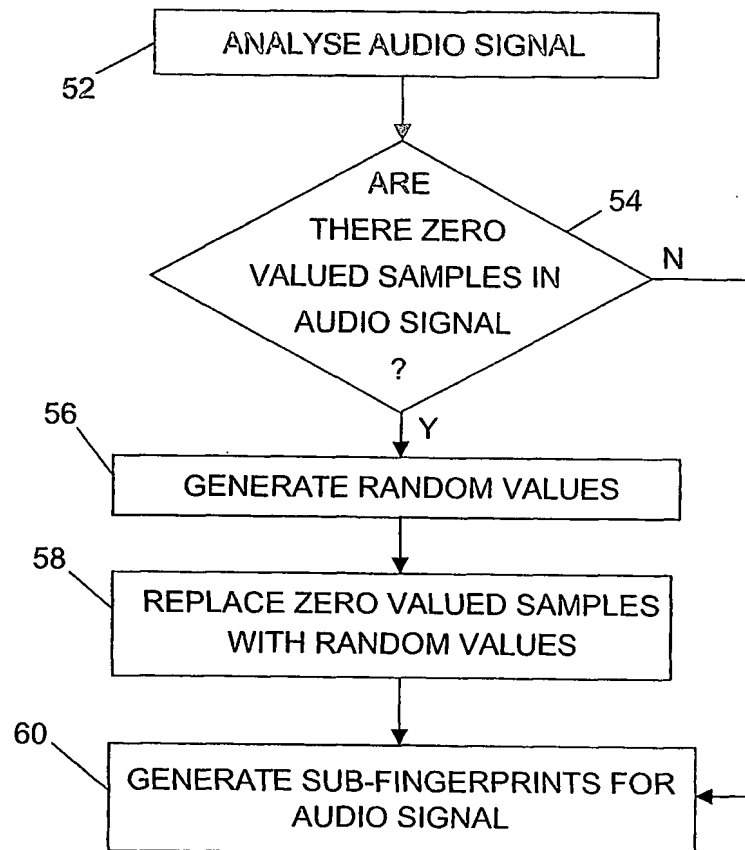 ANALYSE AUDIO SIGNAL
52
ARE
54
THERE ZERO
VALUED SAMPLES IN
N
AUDIO SIGNAL
?
56
Y
GENERATE RANDOM VALUES
58
REPLACE ZERO VALUED SAMPLES
WITH RANDOM VALUES
60
GENERATE SUB-FINGERPRINTS FOR
AUDIO SIGNAL